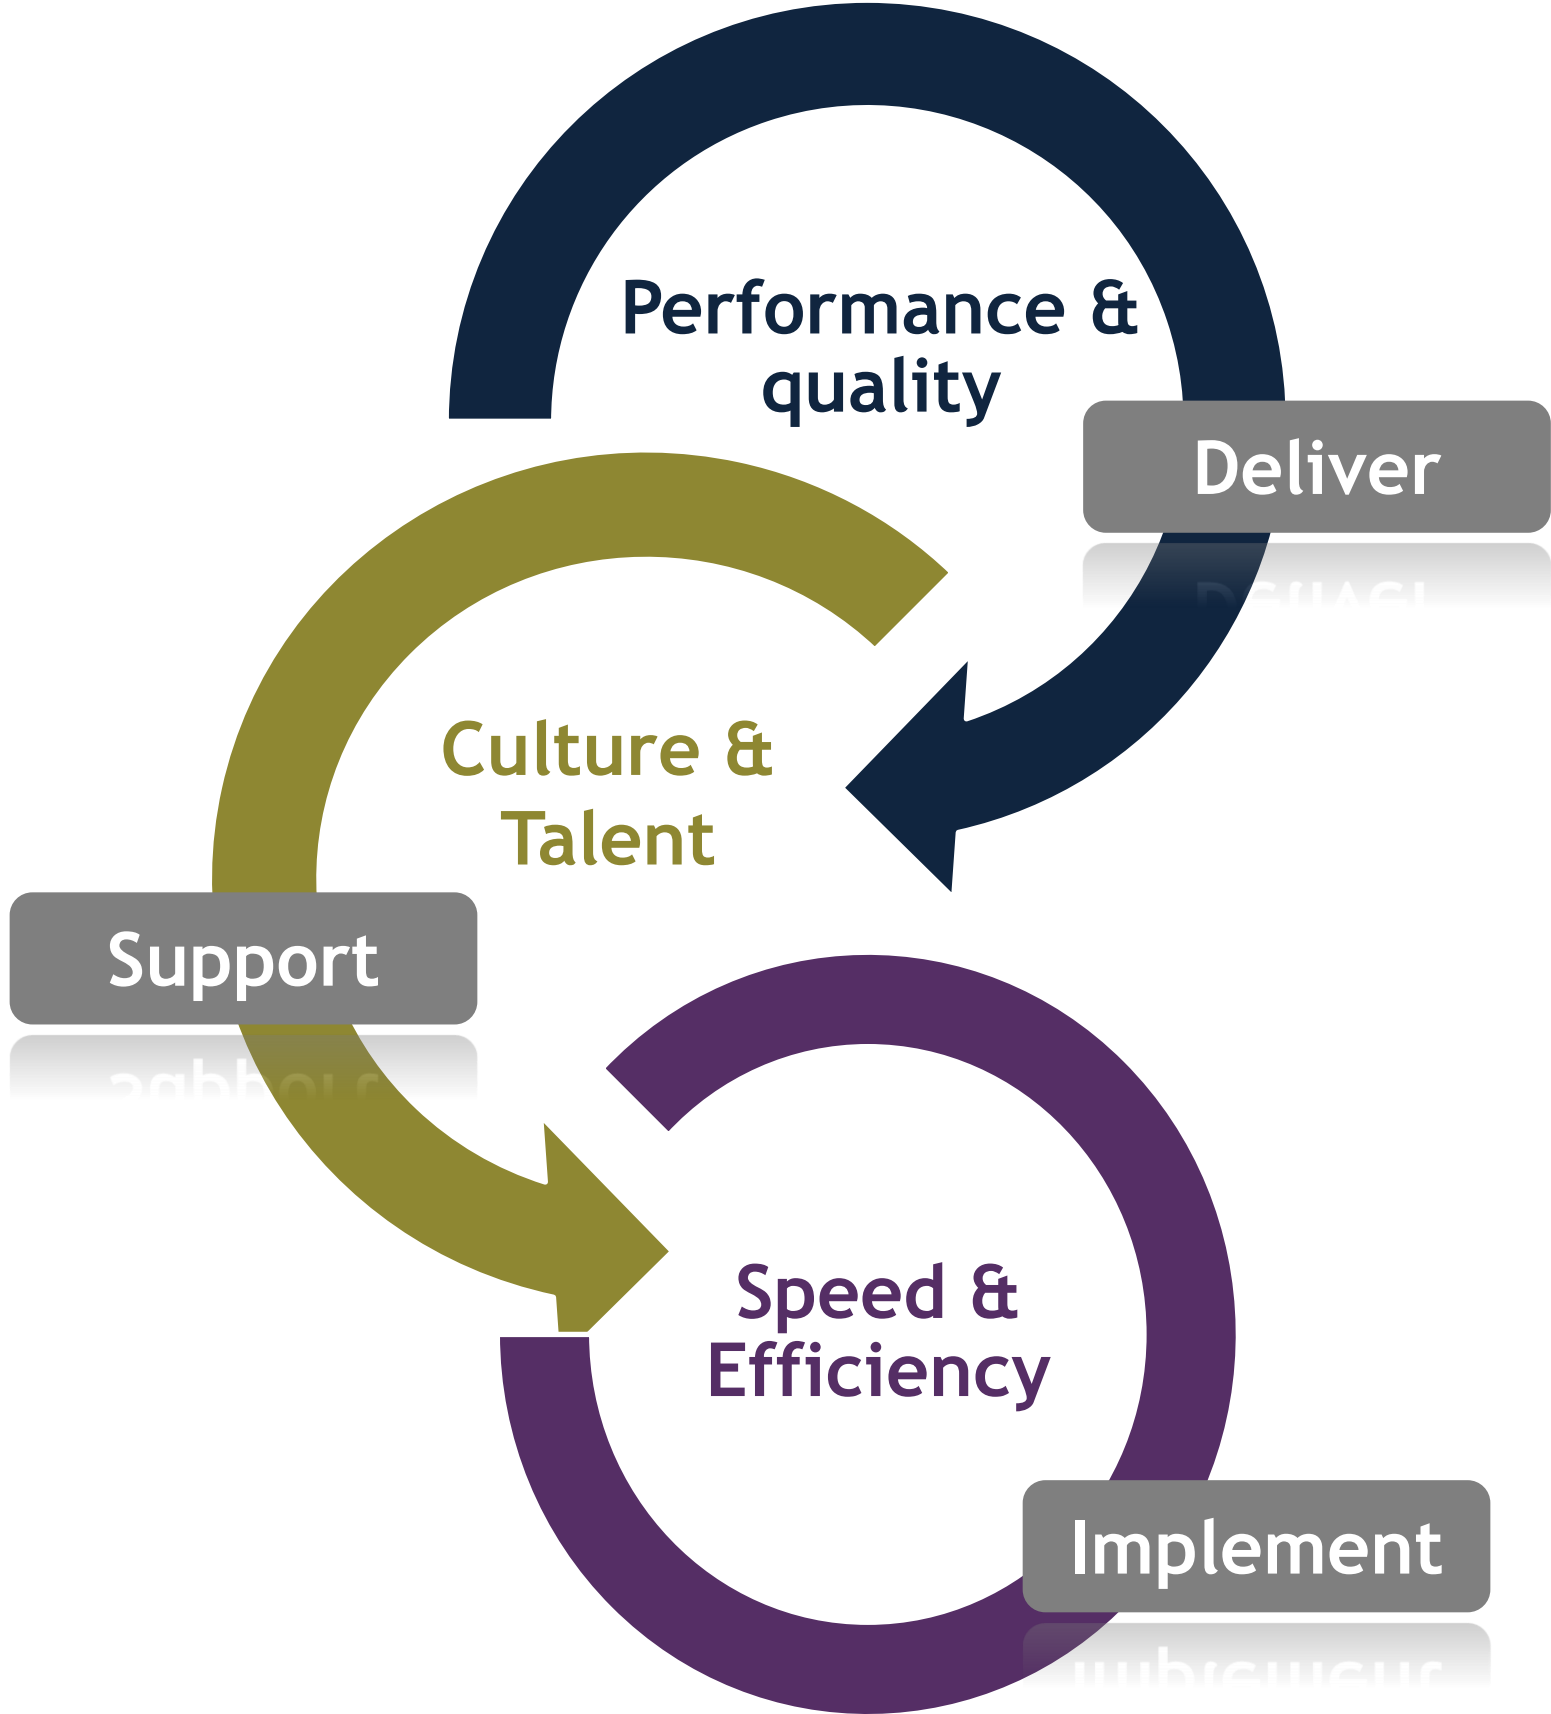 Performance &
quality
Deliver
Culture &
Talent
Support
Speed &
Efficiency
Implement